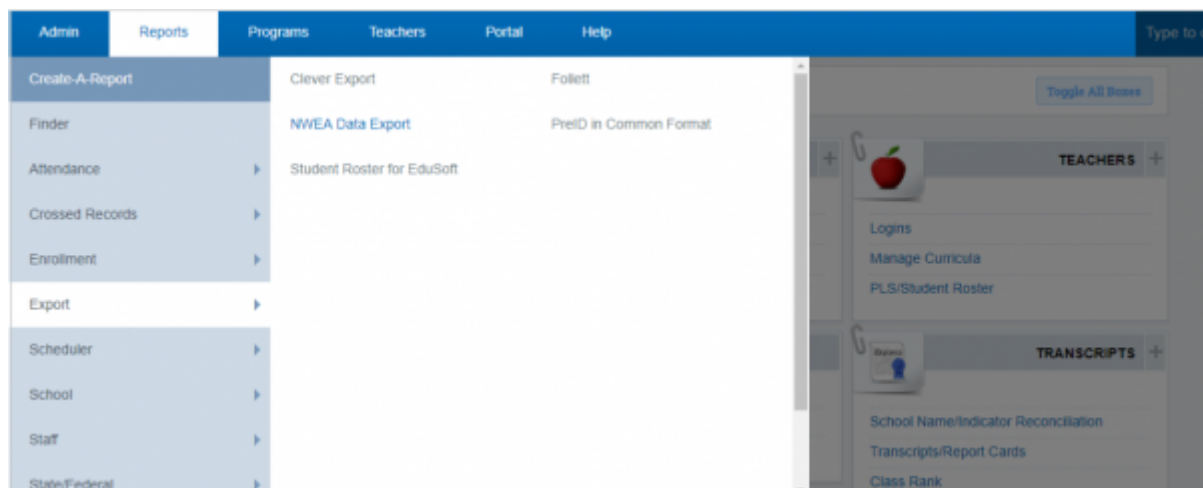 Admin Reports Programs Teachers Portal Help Type to
Create-A-Report
Finder
Attendance
Crossed Records
Enrollment
Export
Scheduler
School
Staff
State/Federal
Clever Export Follett
NWEA Data Export PreID in Common Format
Student Roster for EduSoft
Toggle All Boxes
TEACHERS
Logins
Manage Curricula
PLS/Student Roster
TRANSCRIPTS
School Name/Indicator Reconciliation
Transcripts/Report Cards
Class Rank